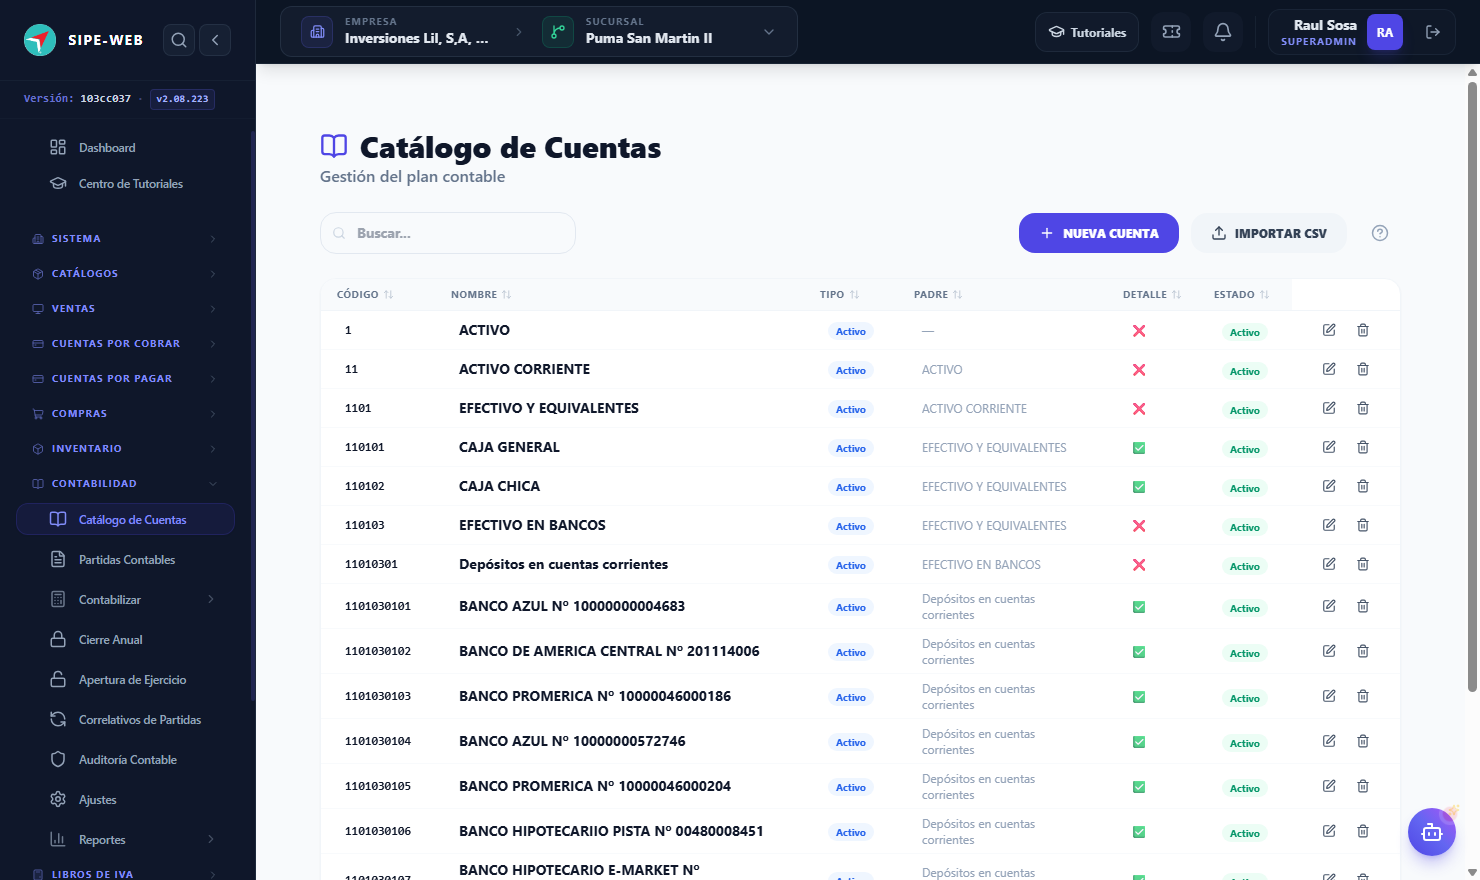 SIPE-WEB
EMPRESA
Inversiones Lil, S,A, ...
SUCURSAL
Puma San Martin II
Tutoriales
Raul Sosa
SUPERADMIN
RA
Versión: 103cc037 · v2.08.223
Dashboard
Centro de Tutoriales
SISTEMA
CATÁLOGOS
VENTAS
CUENTAS POR COBRAR
CUENTAS POR PAGAR
COMPRAS
INVENTARIO
CONTABILIDAD
Catálogo de Cuentas
Partidas Contables
Contabilizar
Cierre Anual
Apertura de Ejercicio
Correlativos de Partidas
Auditoría Contable
Ajustes
Reportes
LIBROS DE IVA
Catálogo de Cuentas
Gestión del plan contable
Buscar...
NUEVA CUENTA
IMPORTAR CSV
CÓDIGO NOMBRE TIPO PADRE DETALLE ESTADO
1 ACTIVO Activo — Activo
11 ACTIVO CORRIENTE Activo ACTIVO Activo
1101 EFECTIVO Y EQUIVALENTES Activo ACTIVO CORRIENTE Activo
110101 CAJA GENERAL Activo EFECTIVO Y EQUIVALENTES Activo
110102 CAJA CHICA Activo EFECTIVO Y EQUIVALENTES Activo
110103 EFECTIVO EN BANCOS Activo EFECTIVO Y EQUIVALENTES Activo
11010301 Depósitos en cuentas corrientes Activo EFECTIVO EN BANCOS Activo
1101030101 BANCO AZUL Nº 10000000004683 Activo Depósitos en cuentas
corrientes Activo
1101030102 BANCO DE AMERICA CENTRAL Nº 201114006 Activo Depósitos en cuentas
corrientes Activo
1101030103 BANCO PROMERICA Nº 10000046000186 Activo Depósitos en cuentas
corrientes Activo
1101030104 BANCO AZUL Nº 10000000572746 Activo Depósitos en cuentas
corrientes Activo
1101030105 BANCO PROMERICA Nº 10000046000204 Activo Depósitos en cuentas
corrientes Activo
1101030106 BANCO HIPOTECARIIO PISTA Nº 00480008451 Activo Depósitos en cuentas
corrientes Activo
1101030107 BANCO HIPOTECARIO E-MARKET Nº Activo Depósitos en cuentas Activo